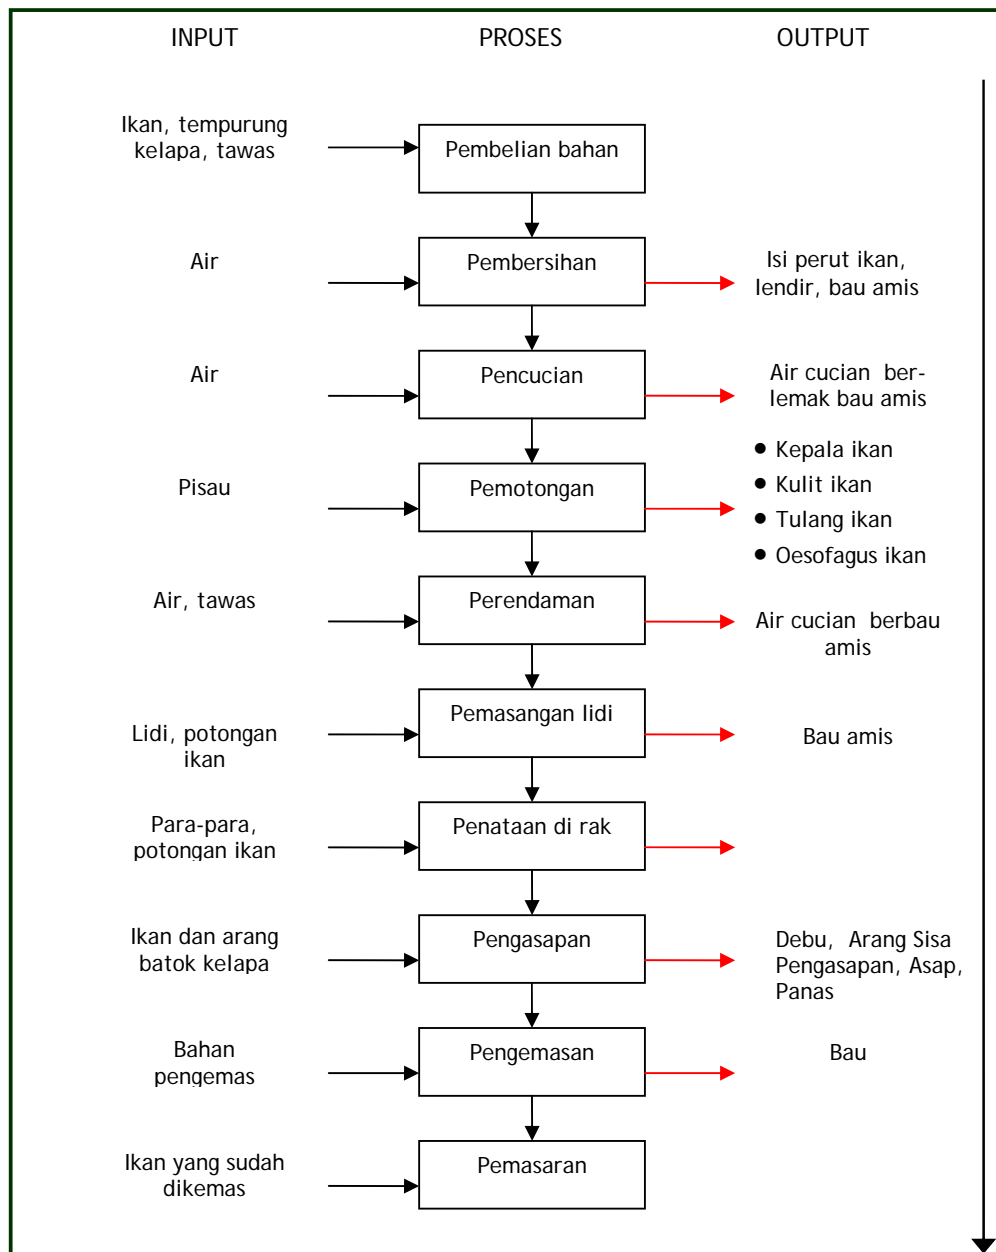 INPUT PROSES OUTPUT
Ikan, tempurung
kelapa, tawas
Pembelian bahan
Air
Pembersihan
Isi perut ikan,
lendir, bau amis
Air
Pencucian
Air cucian ber-
lemak bau amis
Pisau
Pemotongan
• Kepala ikan
• Kulit ikan
• Tulang ikan
• Oesofagus ikan
Air, tawas
Perendaman
Air cucian berbau
amis
Lidi, potongan
ikan
Pemasangan lidi
Bau amis
Para-para,
potongan ikan
Penataan di rak
Ikan dan arang
batok kelapa
Pengasapan
Debu, Arang Sisa
Pengasapan, Asap,
Panas
Bahan
pengemas
Pengemasan
Bau
Ikan yang sudah
dikemas
Pemasaran